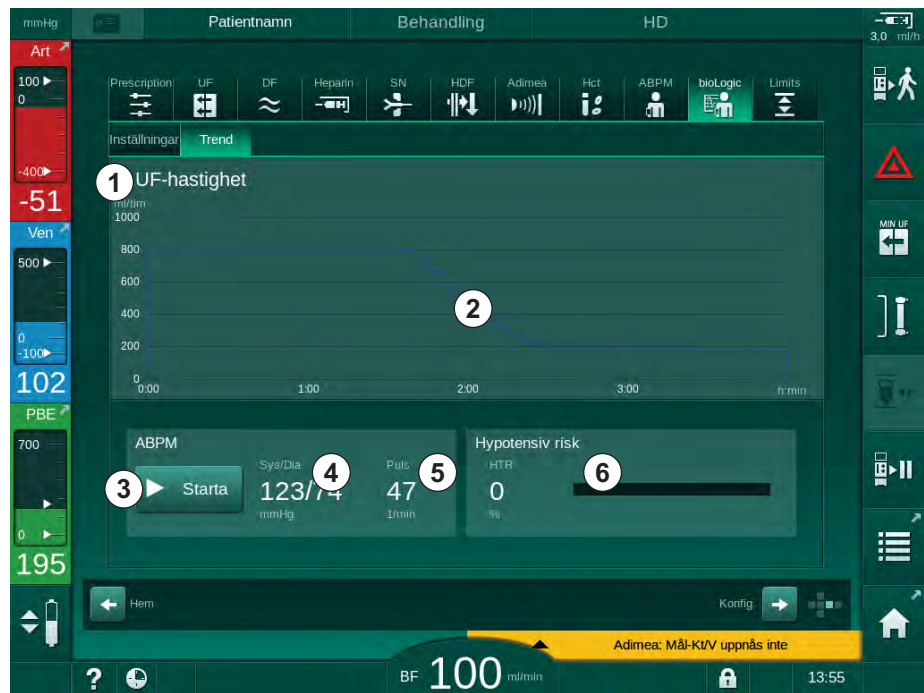 mmHg Patientnamn Behandling HD
3,0 ml/h
Art
100
0
-400
-51
Ven
500
0
-100
102
PBE
700
0
195
Prescription UF DF Heparin SN HDF Adimea Hct ABPM bioLogic Limits
Inställningar Trend
1 UF-hastighet
ml/tim
1000
800
600
400
200
0
0:00 1:00 2:00 3:00 h:min
2
ABPM
3 Starta
Sys/Dia 4
123/74
mmHg
Puls 5
47
1/min
Hypotensiv risk
HTR 6
0
%
Hem Konfig.
Adimea: Mål-Kt/V uppnås inte
? BF 100 ml/min 13:55
MIN UF